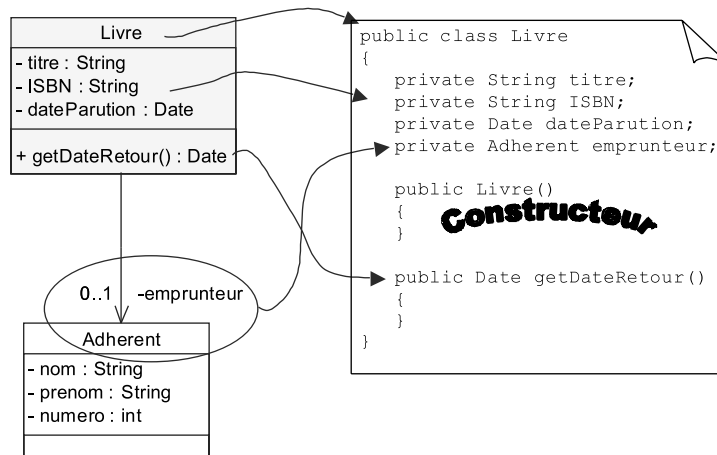 Livre
- titre : String
- ISBN : String
- dateParution : Date
+ getDateRetour() : Date
0..1 -emprunteur
Adherent
- nom : String
- prenom : String
- numero : int
public class Livre
{
private String titre;
private String ISBN;
private Date dateParution;
private Adherent emprunteur;
public Livre()
{
Constructeur
}
public Date getDateRetour()
{
}
}